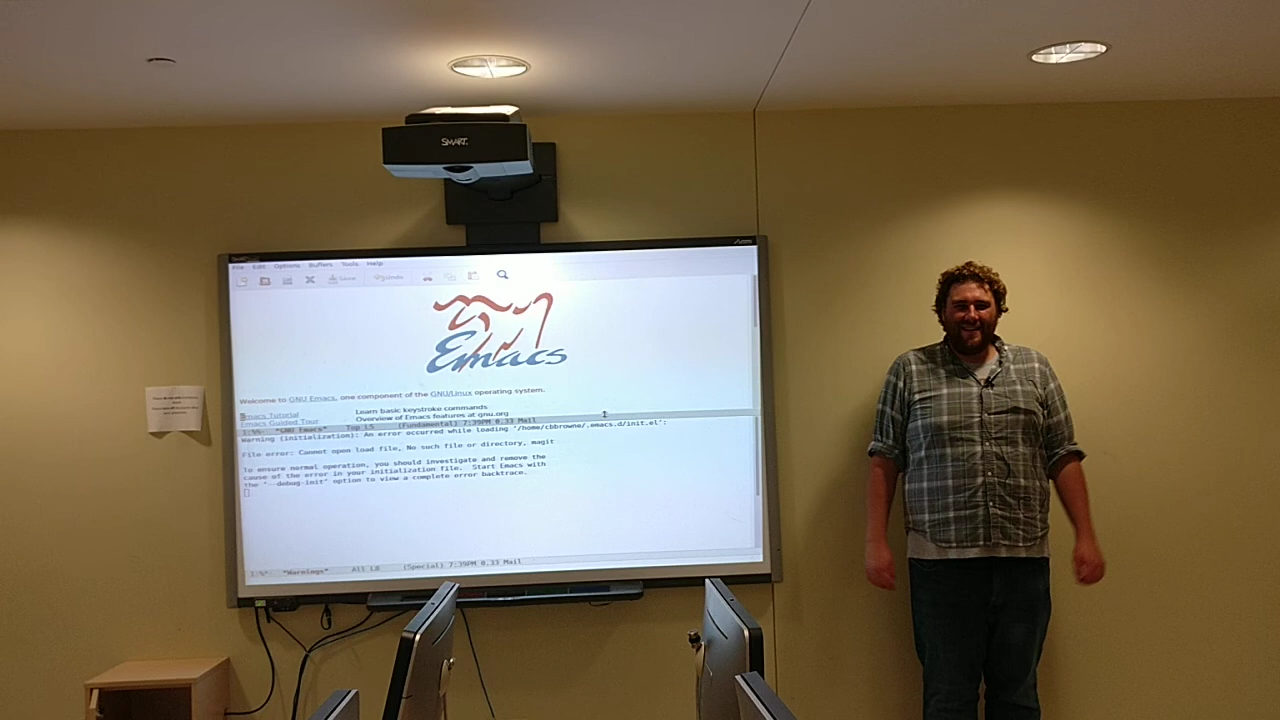 SMART
File Edit Options Buffers Tools Help
Save Undo
Emacs
Welcome to GNU Emacs, one component of the GNU/Linux operating system.
Emacs Tutorial Learn basic keystroke commands
Emacs Guided Tour Overview of Emacs features at gnu.org
*GNU Emacs* Top L5 (Fundamental) 7:39PM 0.33 Mail
Warning (initialization): An error occurred while loading '/home/cbbrowne/.emacs.d/init.el':
File error: Cannot open load file, No such file or directory, magit
To ensure normal operation, you should investigate and remove the
cause of the error in your initialization file. Start Emacs with
the '--debug-init' option to view a complete error backtrace.
*Warnings* All L8 (Special) 7:39PM 0.33 Mail